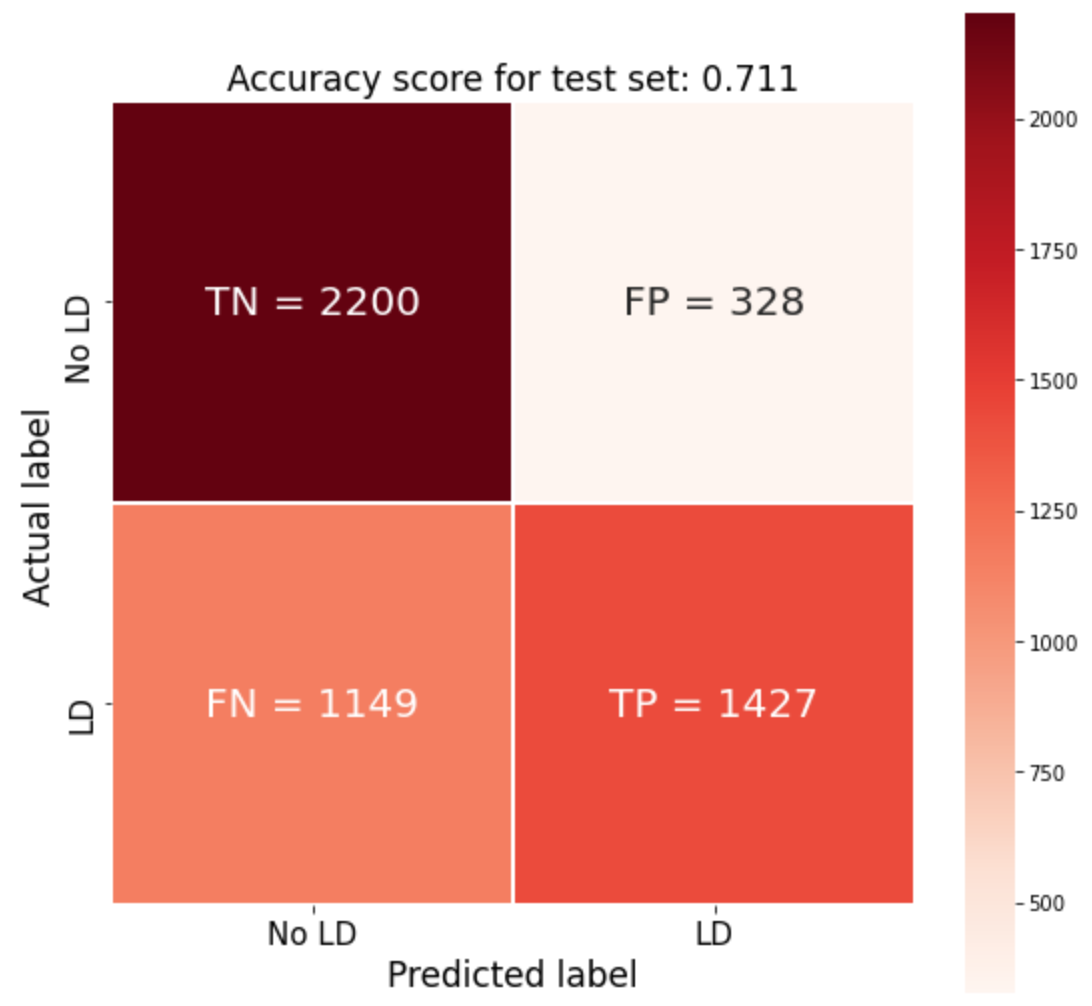 Accuracy score for test set: 0.711
Actual label
No LD
TN = 2200
FP = 328
LD
FN = 1149
TP = 1427
No LD
LD
Predicted label
2000
1750
1500
1250
1000
750
500